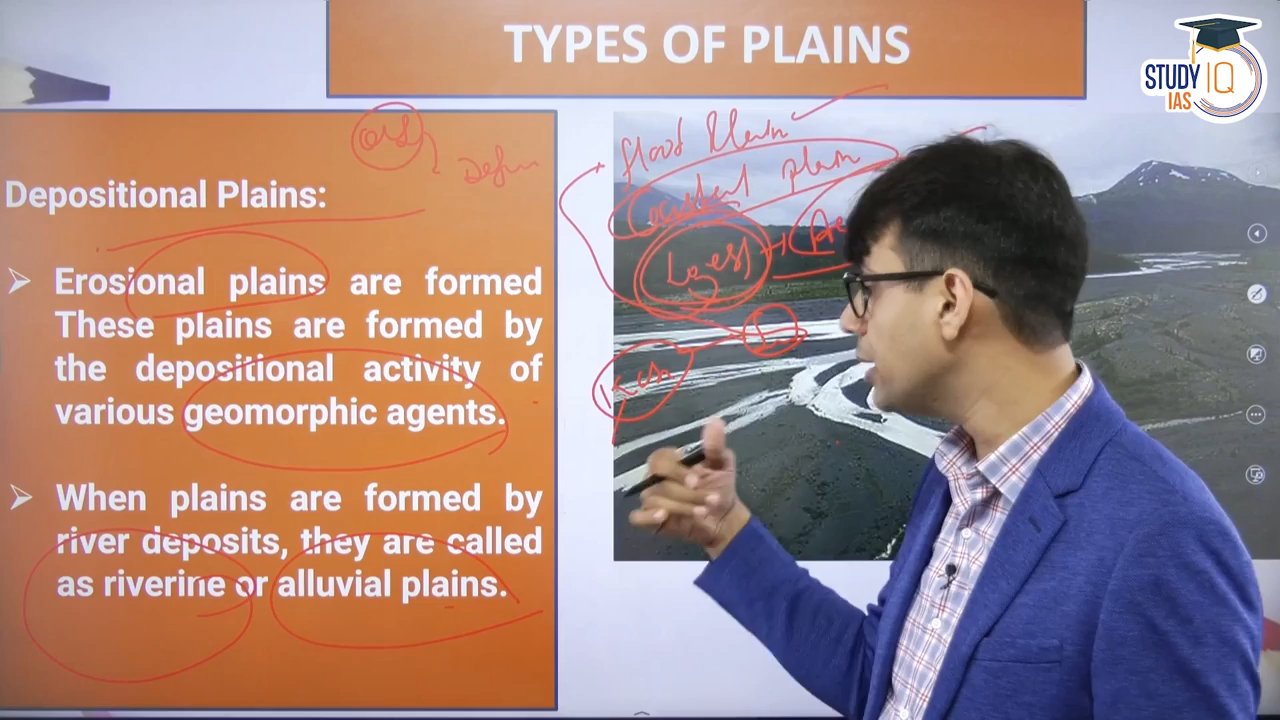 TYPES OF PLAINS
STUDY IQ
IAS
Depositional Plains:
Erosional plains are formed
These plains are formed by
the depositional activity of
various geomorphic agents.
When plains are formed by
river deposits, they are called
as riverine or alluvial plains.
flood Plain
plain
Loess